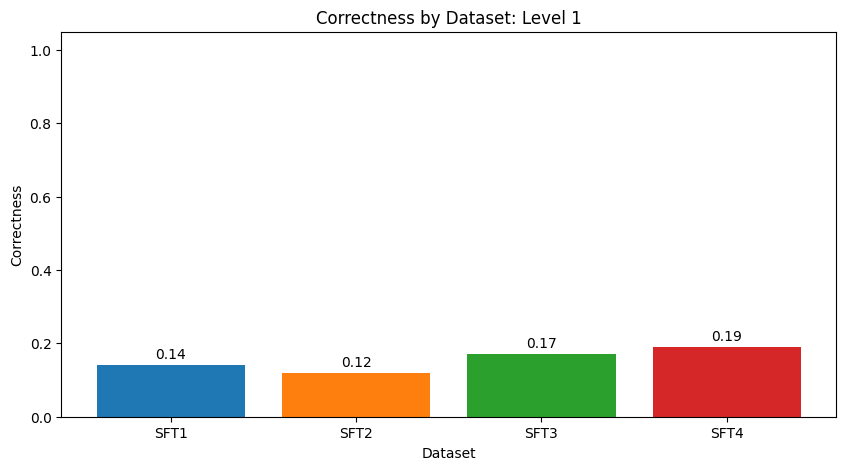 Correctness by Dataset: Level 1
1.0
0.8
0.6
0.4
0.2
0.0
Correctness
0.14
0.12
0.17
0.19
SFT1
SFT2
SFT3
SFT4
Dataset